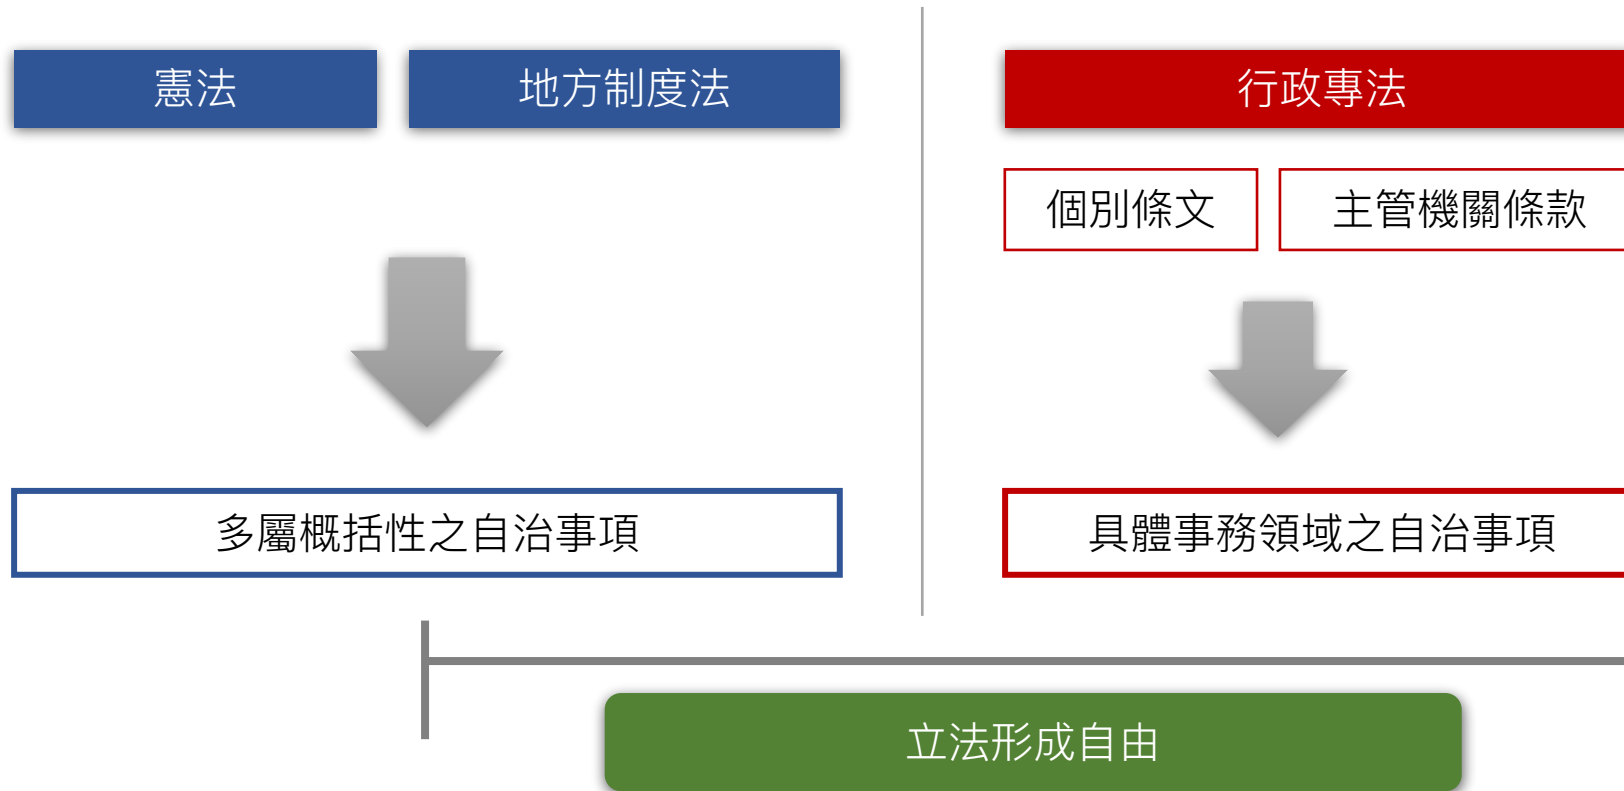 憲法
地方制度法
行政專法
個別條文
主管機關條款
多屬概括性之自治事項
具體事務領域之自治事項
立法形成自由